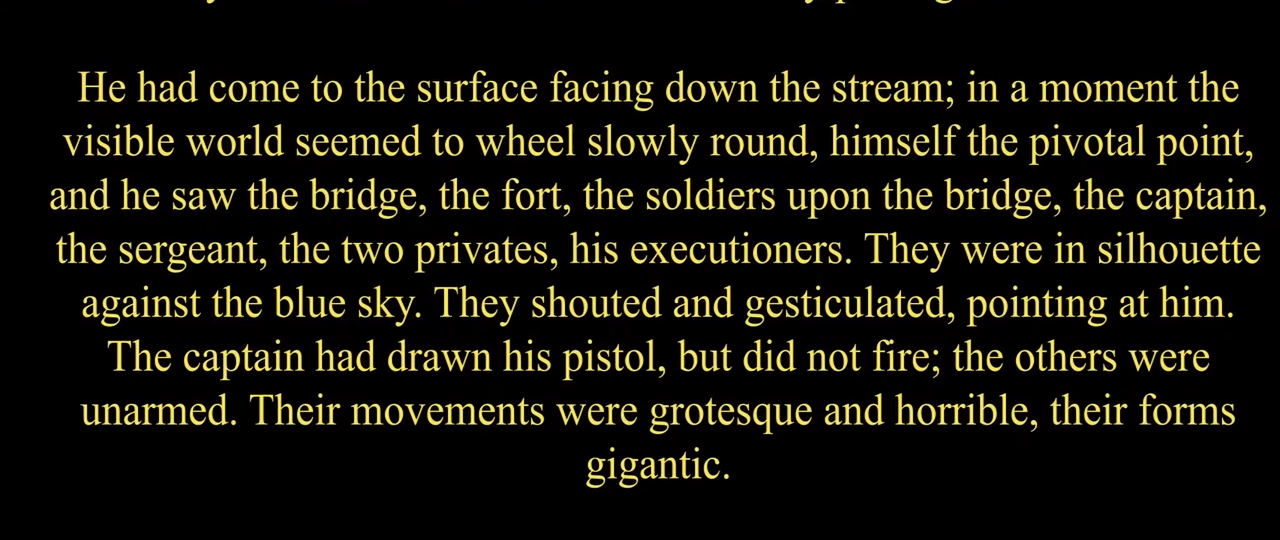 He had come to the surface facing down the stream; in a moment the
visible world seemed to wheel slowly round, himself the pivotal point,
and he saw the bridge, the fort, the soldiers upon the bridge, the captain,
the sergeant, the two privates, his executioners. They were in silhouette
against the blue sky. They shouted and gesticulated, pointing at him.
The captain had drawn his pistol, but did not fire; the others were
unarmed. Their movements were grotesque and horrible, their forms
gigantic.